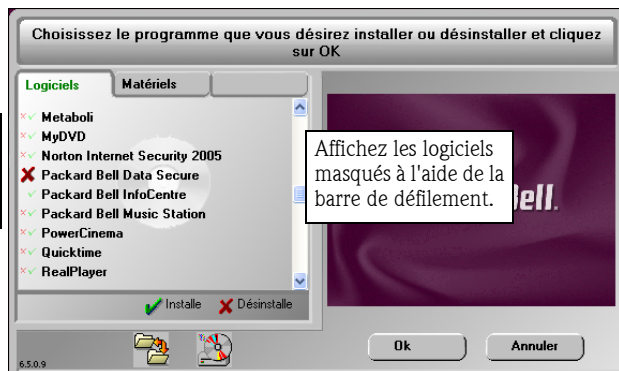 Choisissez le programme que vous désirez installer ou désinstaller et cliquez
sur OK
Logiciels
Matériels
Metaboli
MyDVD
Norton Internet Security 2005
Packard Bell Data Secure
Packard Bell InfoCentre
Packard Bell Music Station
PowerCinema
Quicktime
RealPlayer
Affichez les logiciels
masqués à l'aide de la
barre de défilement.
Bell.
Installe
Désinstalle
Ok
Annuler
6.5.0.9